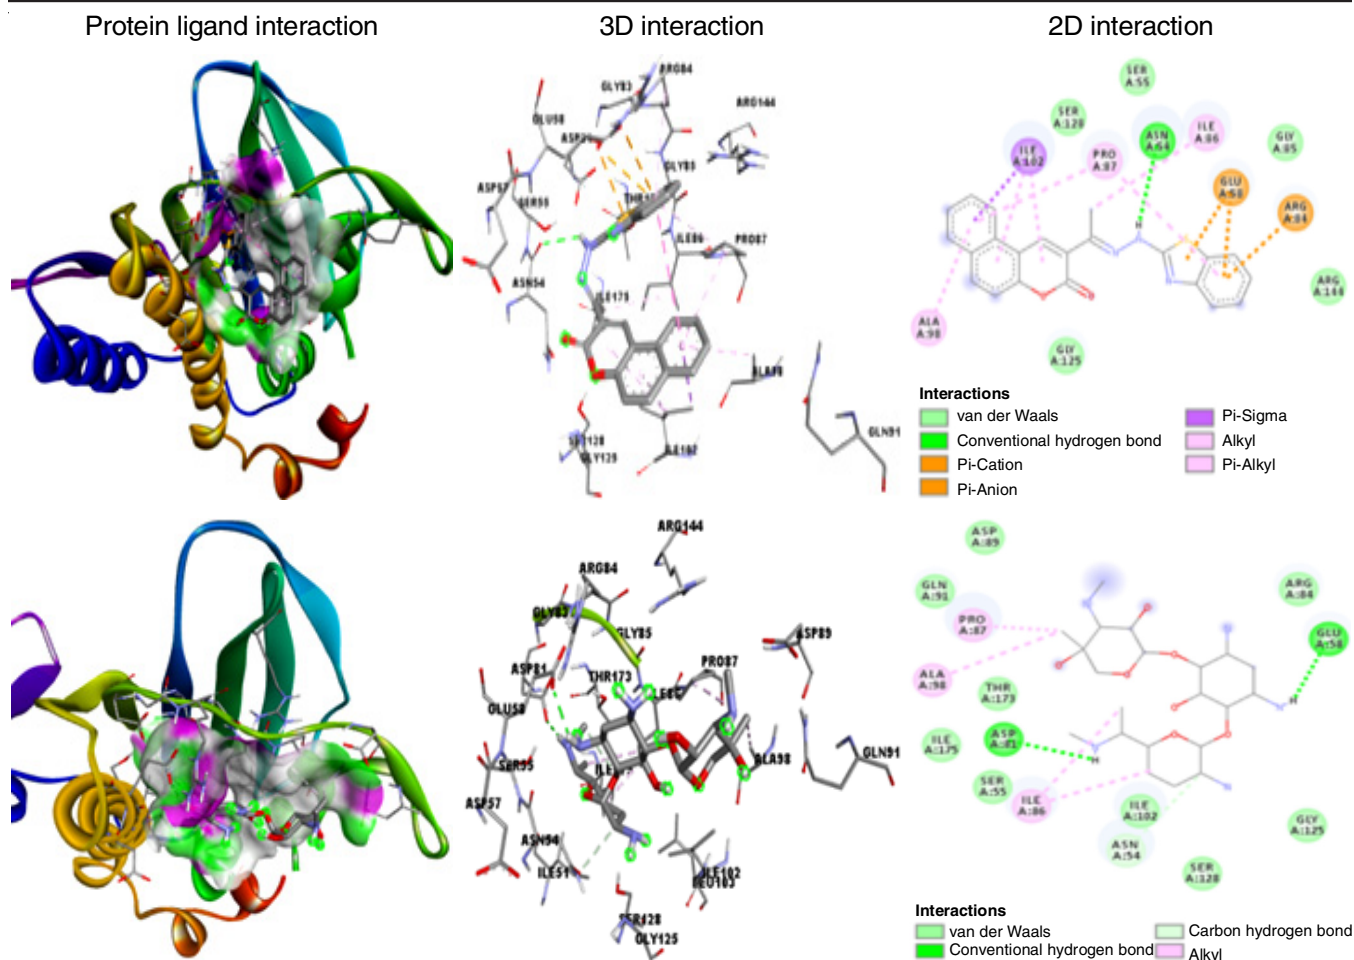 Protein ligand interaction
3D interaction
2D interaction
ARG84
GLY83
ARG144
GLU58
GLY85
ASP57
SER55
ILE86
PRO87
ASN54
ILE175
ALA98
GLN91
SER128
GLY125
ILE102
SER
A:55
SER
A:128
ILE
A:102
PRO
A:87
ASN
A:54
ILE
A:86
GLY
A:85
GLU
A:58
ARG
A:84
ARG
A:144
ALA
A:98
GLY
A:125
H
N
N
N
S
O
O
Interactions
van der Waals
Conventional hydrogen bond
Pi-Cation
Pi-Anion
Pi-Sigma
Alkyl
Pi-Alkyl
ARG144
ARG84
GLY83
GLY85
ASP89
ASP81
PRO87
THR173
GLU58
ALA98
GLN91
SER55
ASP57
ASN54
ILE51
ILE102
LEU103
SER128
GLY125
ASP
A:89
GLN
A:91
ARG
A:84
PRO
A:87
GLU
A:58
ALA
A:98
THR
A:173
ILE
A:175
ASP
A:81
SER
A:55
ILE
A:86
ILE
A:102
ASN
A:54
GLY
A:125
SER
A:128
Interactions
van der Waals
Conventional hydrogen bond
Carbon hydrogen bond
Alkyl